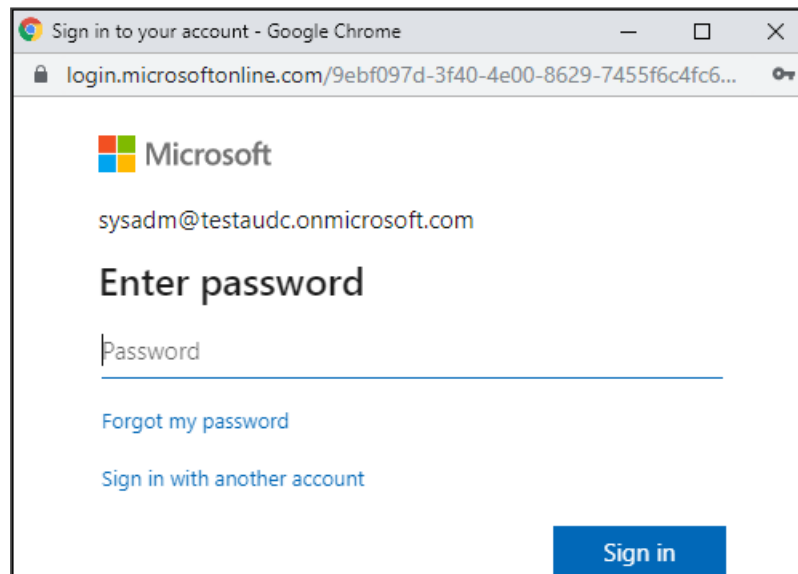 Sign in to your account - Google Chrome
login.microsoftonline.com/9ebf097d-3f40-4e00-8629-7455f6c4fc6...
Microsoft
sysadm@testaudc.onmicrosoft.com
Enter password
Password
Forgot my password
Sign in with another account
Sign in